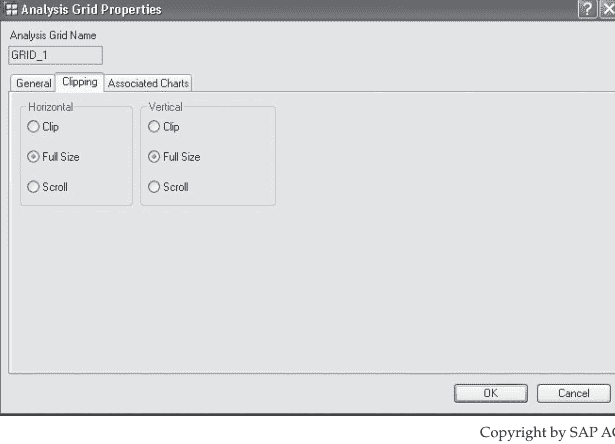 Analysis Grid Properties
Analysis Grid Name
GRID_1
General Clipping Associated Charts
Horizontal Vertical
Clip Clip
Full Size Full Size
Scroll Scroll
OK Cancel
Copyright by SAP AG